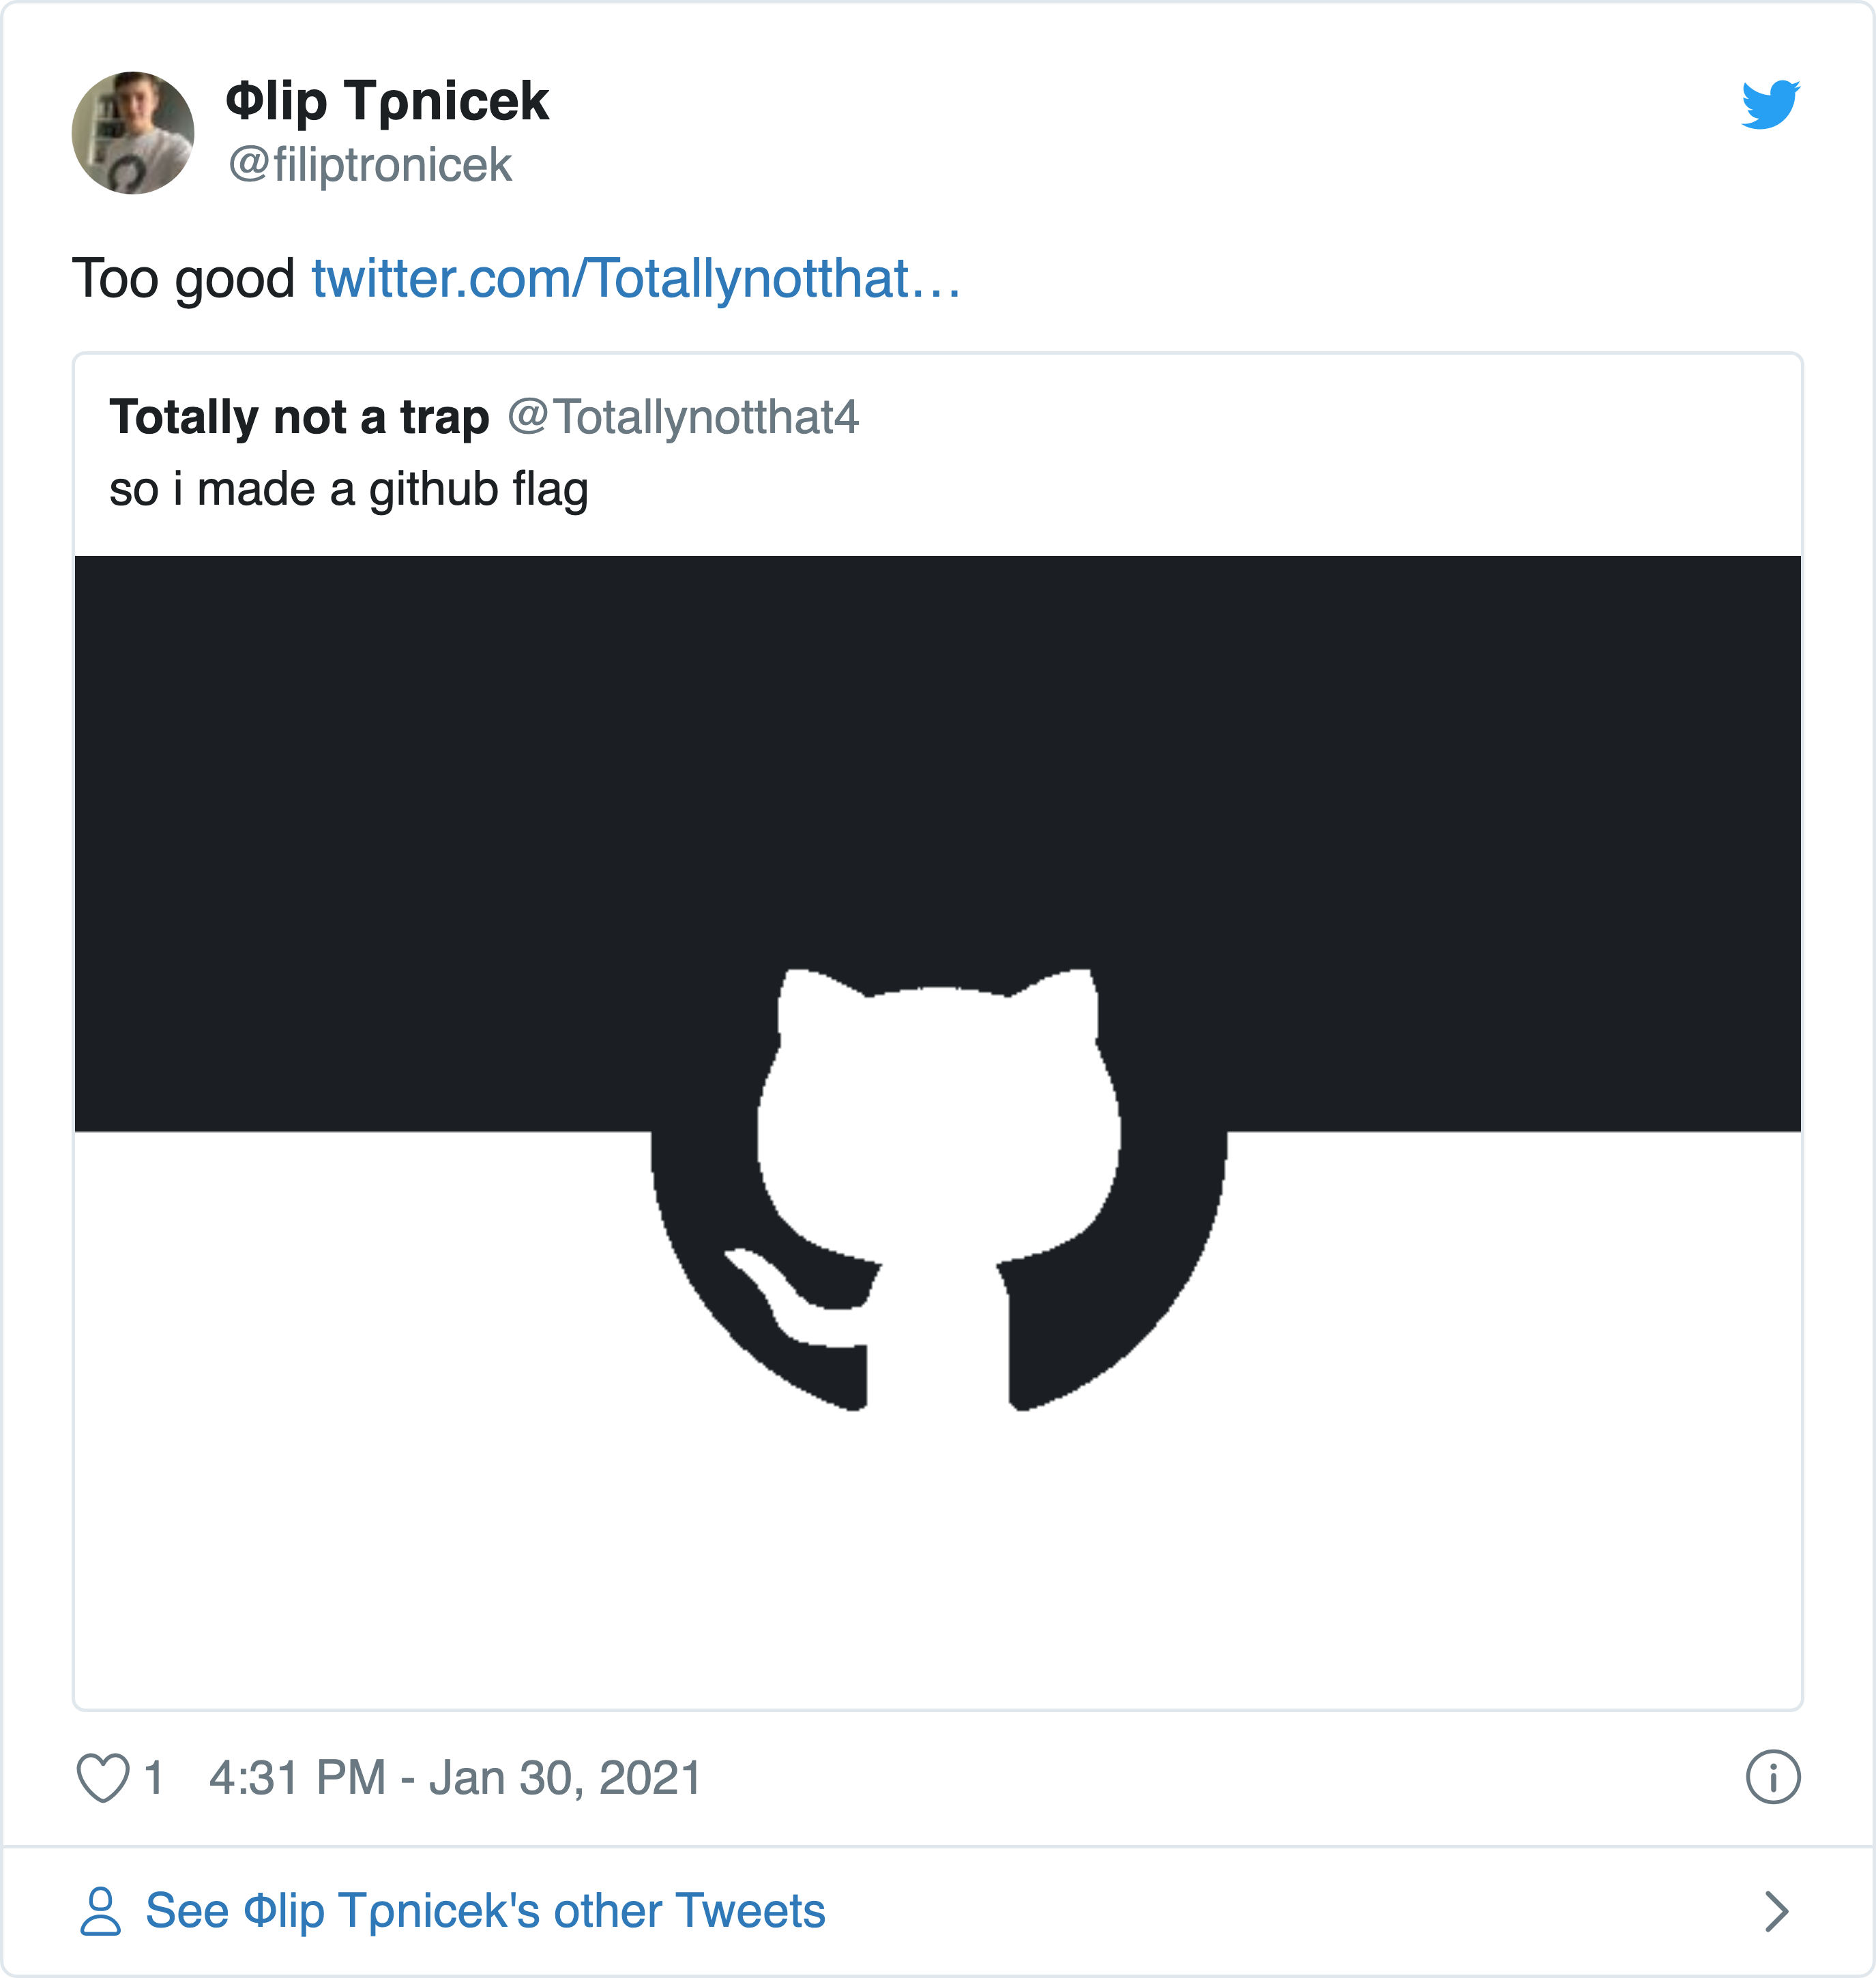 Φlip Tρnicek
@filiptronicek
Too good twitter.com/Totallynotthat…
Totally not a trap @Totallynotthat4
so i made a github flag
1 4:31 PM - Jan 30, 2021
See Φlip Tρnicek's other Tweets